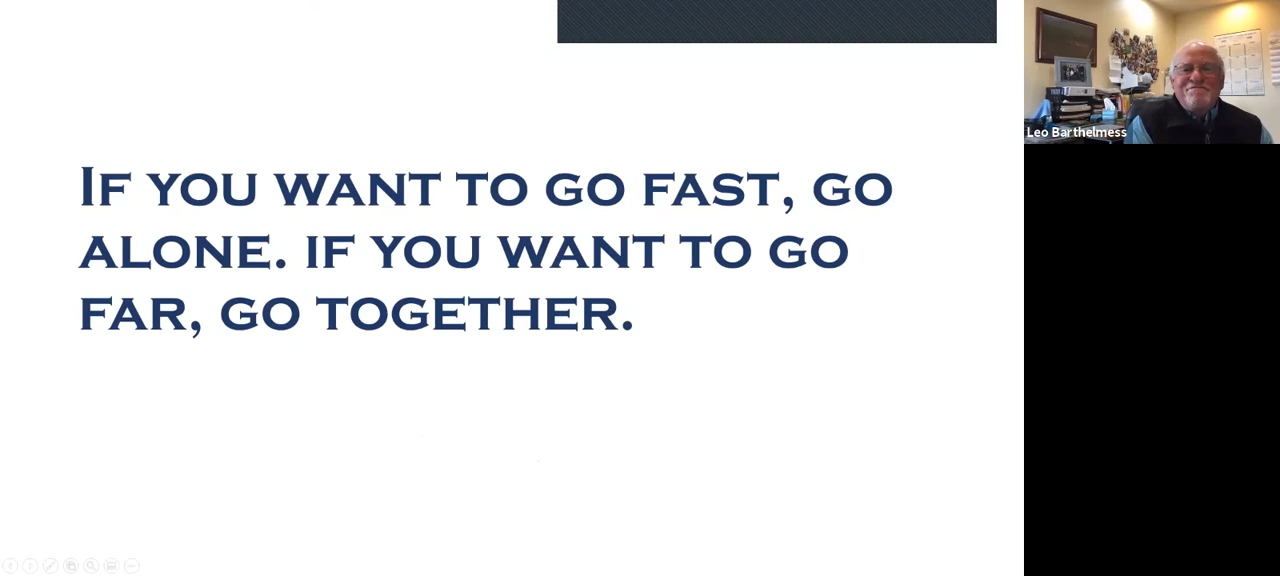 IF YOU WANT TO GO FAST, GO
ALONE. IF YOU WANT TO GO
FAR, GO TOGETHER.
Leo Barthelmess